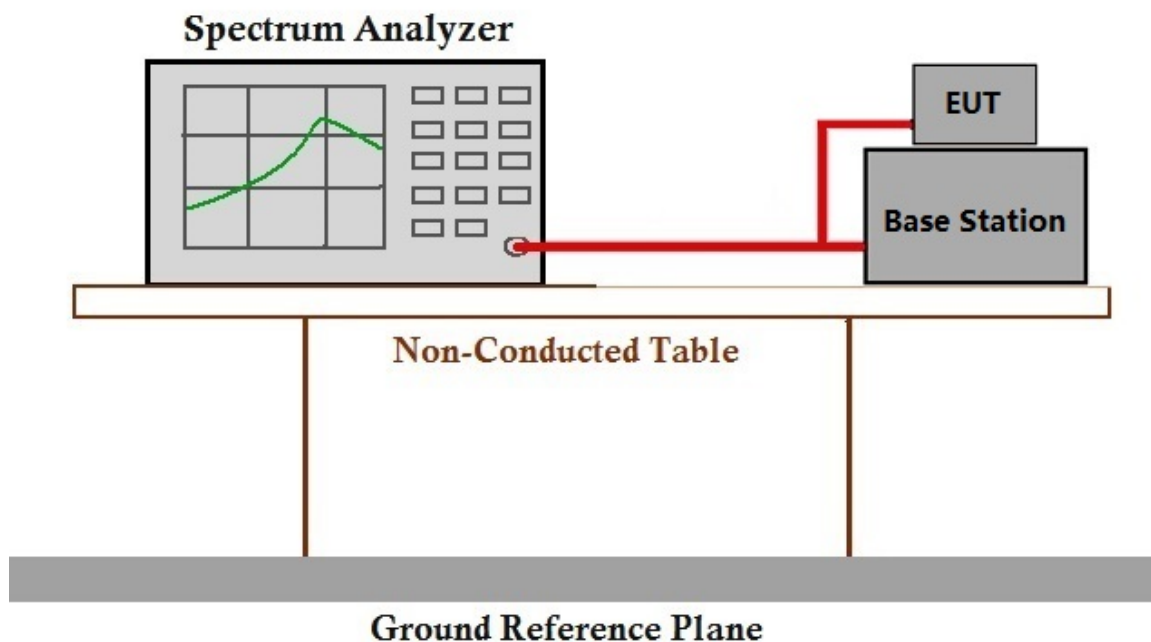 Spectrum Analyzer
EUT
Base Station
Non-Conducted Table
Ground Reference Plane